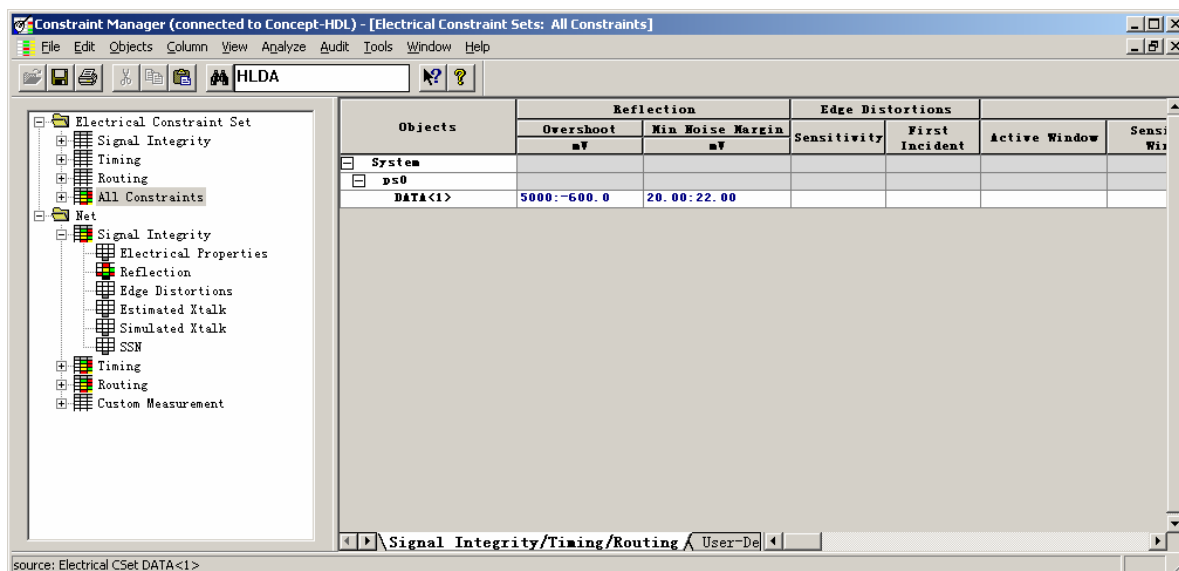 Constraint Manager (connected to Concept-HDL) - [Electrical Constraint Sets: All Constraints]
File Edit Objects Column View Analyze Audit Tools Window Help
HLDA
Electrical Constraint Set
Signal Integrity
Timing
Routing
All Constraints
Net
Signal Integrity
Electrical Properties
Reflection
Edge Distortions
Estimated Xtalk
Simulated Xtalk
SSN
Timing
Routing
Custom Measurement
Objects
Reflection
Edge Distortions
Overshoot
Min Noise Margin
Sensitivity
First
Incident
Active Window
Sensi
Wi
mV
mV
System
ps0
DATA<1>
5000:-600.0
20.00:22.00
Signal Integrity/Timing/Routing
User-De
source: Electrical CSet DATA<1>